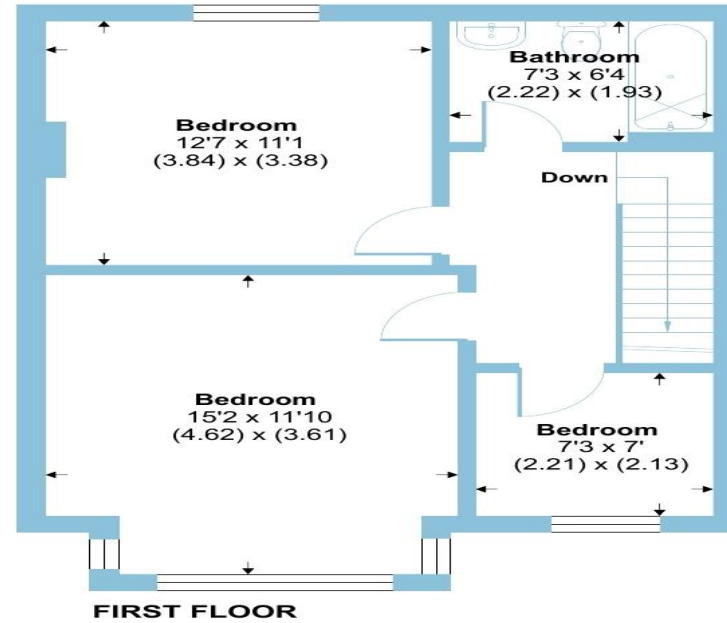 Bathroom
7'3 x 6'4
(2.22) x (1.93)
Bedroom
12'7 x 11'1
(3.84) x (3.38)
Down
Bedroom
15'2 x 11'10
(4.62) x (3.61)
Bedroom
7'3 x 7'
(2.21) x (2.13)
FIRST FLOOR